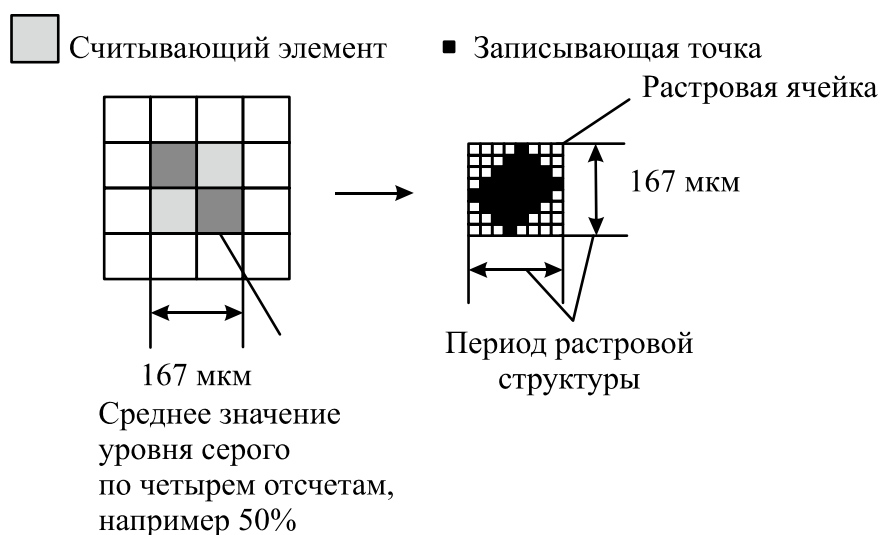 Считывающий элемент
Записывающая точка
Растровая ячейка
167 мкм
167 мкм
Среднее значение
уровня серого
по четырем отсчетам,
например 50%
Период растровой
структуры